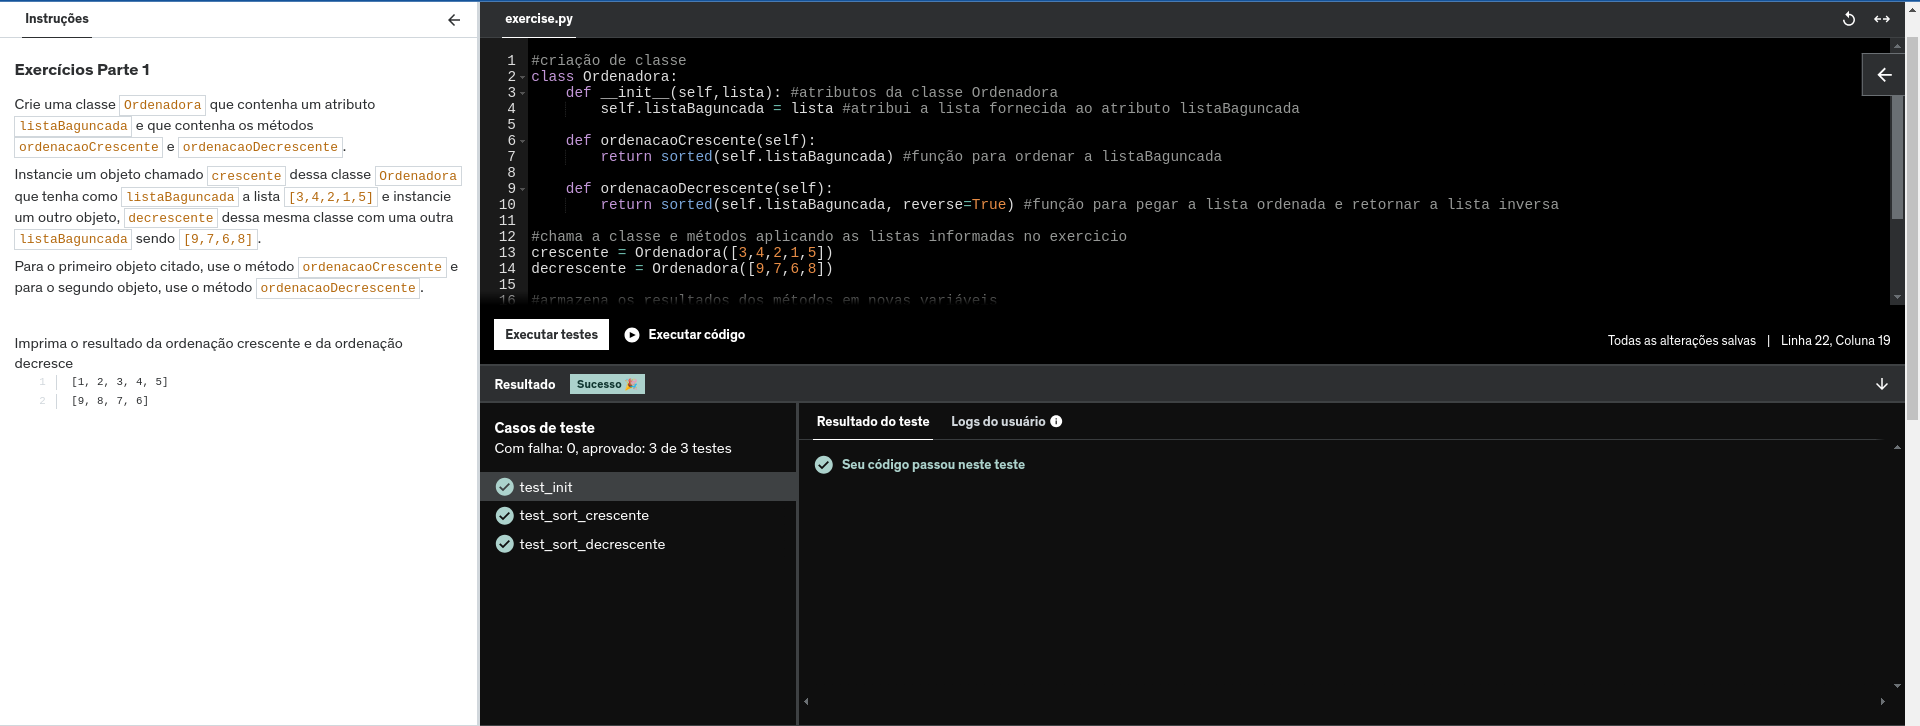 Instruções
Exercícios Parte 1
Crie uma classe Ordenadora que contenha um atributo
listaBaguncada e que contenha os métodos
ordenacaoCrescente e ordenacaoDecrescente.
Instancie um objeto chamado crescente dessa classe Ordenadora
que tenha como listaBaguncada a lista [3,4,2,1,5] e instancie
um outro objeto, decrescente dessa mesma classe com uma outra
listaBaguncada sendo [9,7,6,8].
Para o primeiro objeto citado, use o método ordenacaoCrescente e
para o segundo objeto, use o método ordenacaoDecrescente.
Imprima o resultado da ordenação crescente e da ordenação
decresce
1 [1, 2, 3, 4, 5]
2 [9, 8, 7, 6]
exercise.py
1 #criação de classe
2 class Ordenadora:
3     def __init__(self,lista): #atributos da classe Ordenadora
4         self.listaBaguncada = lista #atribui a lista fornecida ao atributo listaBaguncada
5
6     def ordenacaoCrescente(self):
7         return sorted(self.listaBaguncada) #função para ordenar a listaBaguncada
8
9     def ordenacaoDecrescente(self):
10         return sorted(self.listaBaguncada, reverse=True) #função para pegar a lista ordenada e retornar a lista inversa
11
12 #chama a classe e métodos aplicando as listas informadas no exercicio
13 crescente = Ordenadora([3,4,2,1,5])
14 decrescente = Ordenadora([9,7,6,8])
15
16 #armazena os resultados dos métodos em novas variáveis
Executar testes
Executar código
Todas as alterações salvas | Linha 22, Coluna 19
Resultado
Sucesso 🎉
Casos de teste
Com falha: 0, aprovado: 3 de 3 testes
test_init
test_sort_crescente
test_sort_decrescente
Resultado do teste
Logs do usuário
Seu código passou neste teste